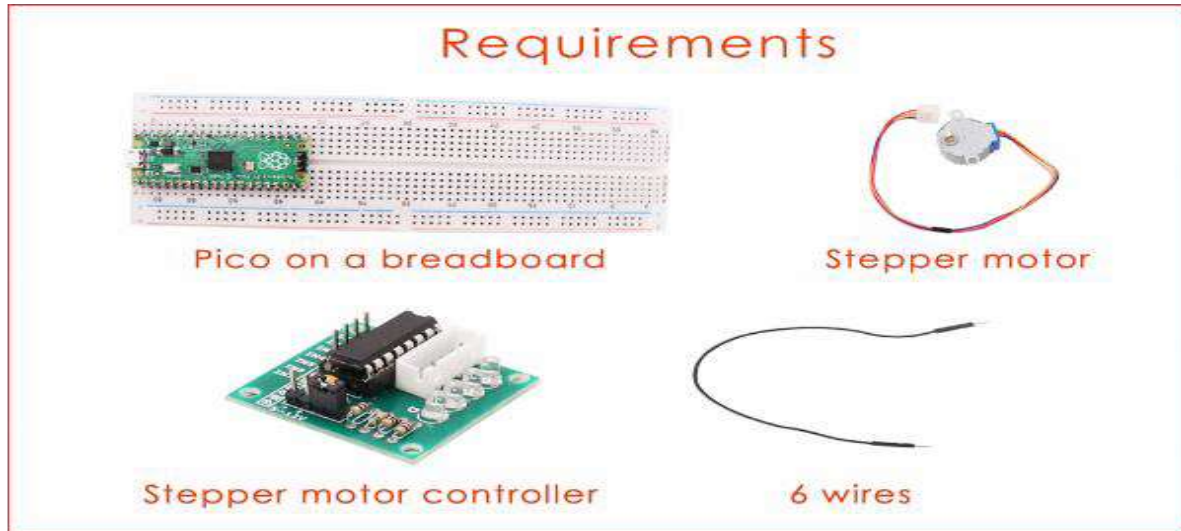 Requirements
Pico on a breadboard
Stepper motor
Stepper motor controller
6 wires